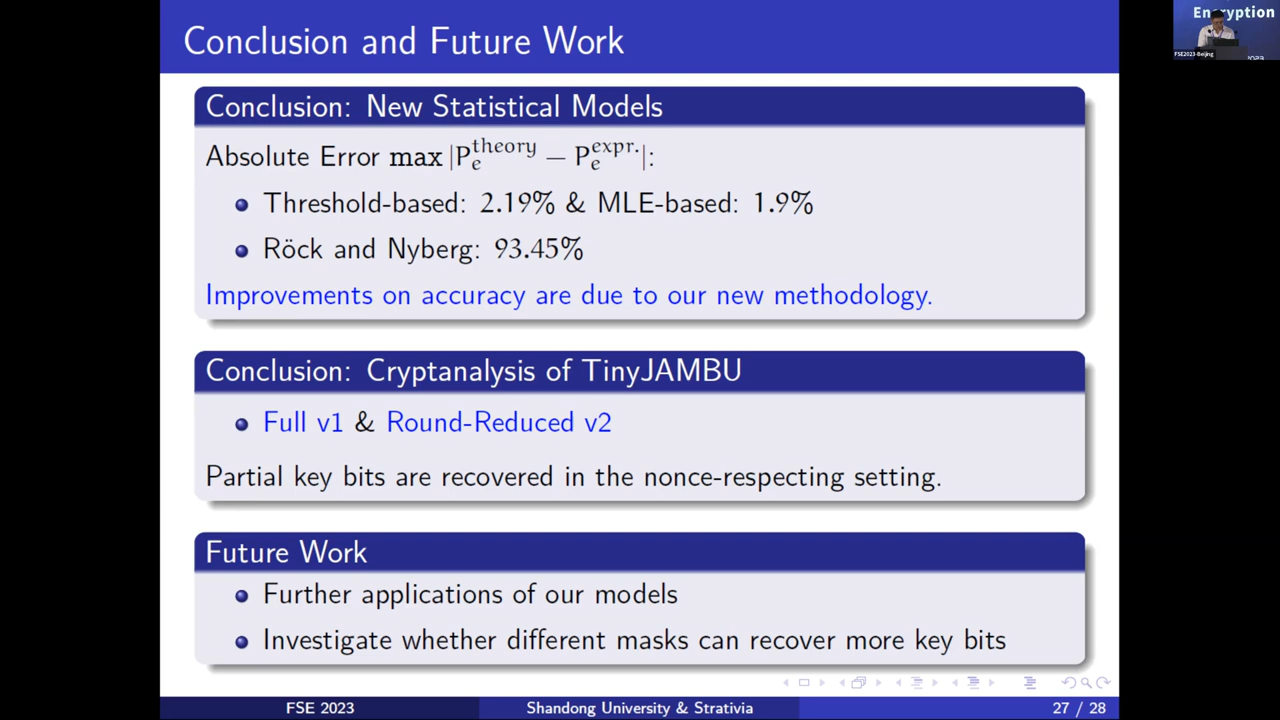 Conclusion and Future Work
Conclusion: New Statistical Models
Absolute Error max |P_e^theory − P_e^expr.|:
Threshold-based: 2.19% & MLE-based: 1.9%
Röck and Nyberg: 93.45%
Improvements on accuracy are due to our new methodology.
Conclusion: Cryptanalysis of TinyJAMBU
Full v1 & Round-Reduced v2
Partial key bits are recovered in the nonce-respecting setting.
Future Work
Further applications of our models
Investigate whether different masks can recover more key bits
FSE 2023
Shandong University & Strativia
27 / 28
Encryption
FSE2023-Beijing